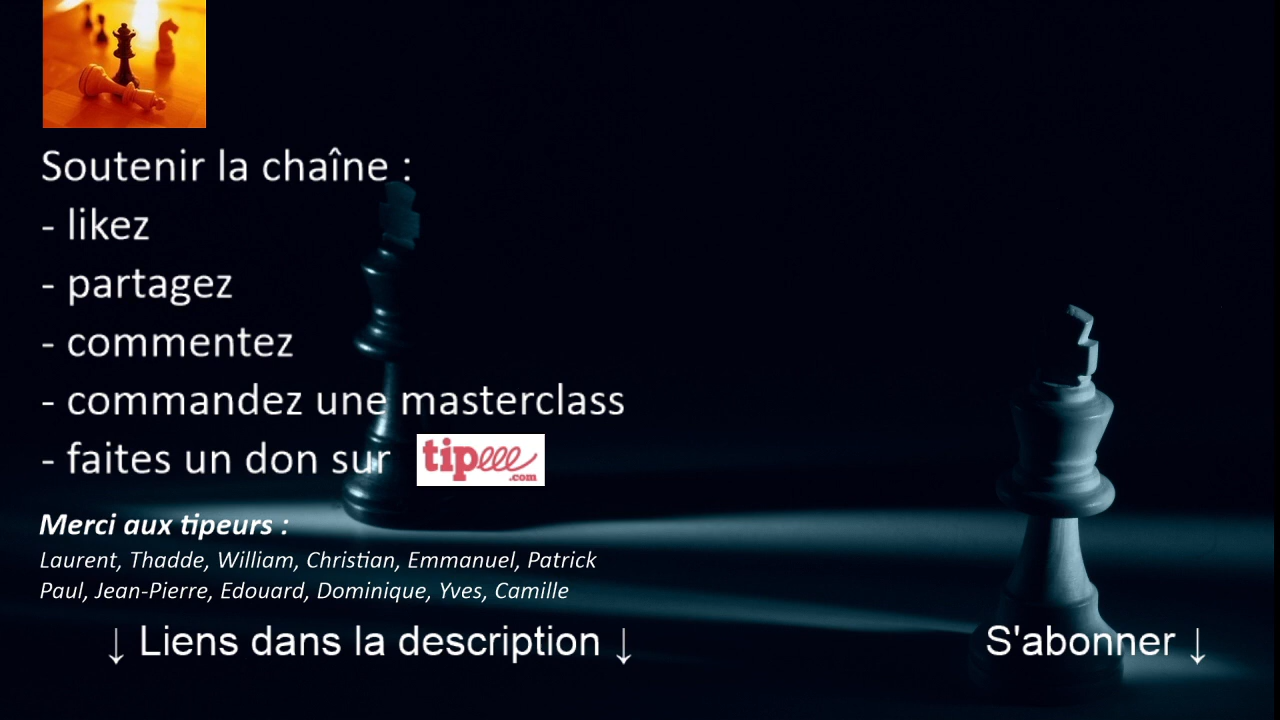 Soutenir la chaîne :
- likez
- partagez
- commentez
- commandez une masterclass
- faites un don sur tipeee.com
Merci aux tipeurs :
Laurent, Thadde, William, Christian, Emmanuel, Patrick
Paul, Jean-Pierre, Edouard, Dominique, Yves, Camille
↓ Liens dans la description ↓
S'abonner ↓